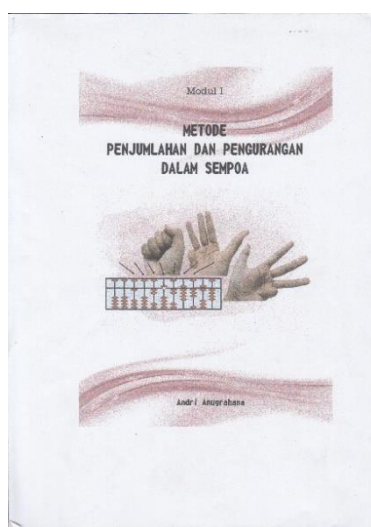 Modul 1
METODE
PENJUMLAHAN DAN PENGURANGAN
DALAM SEMPOA
Andri Anugrahana